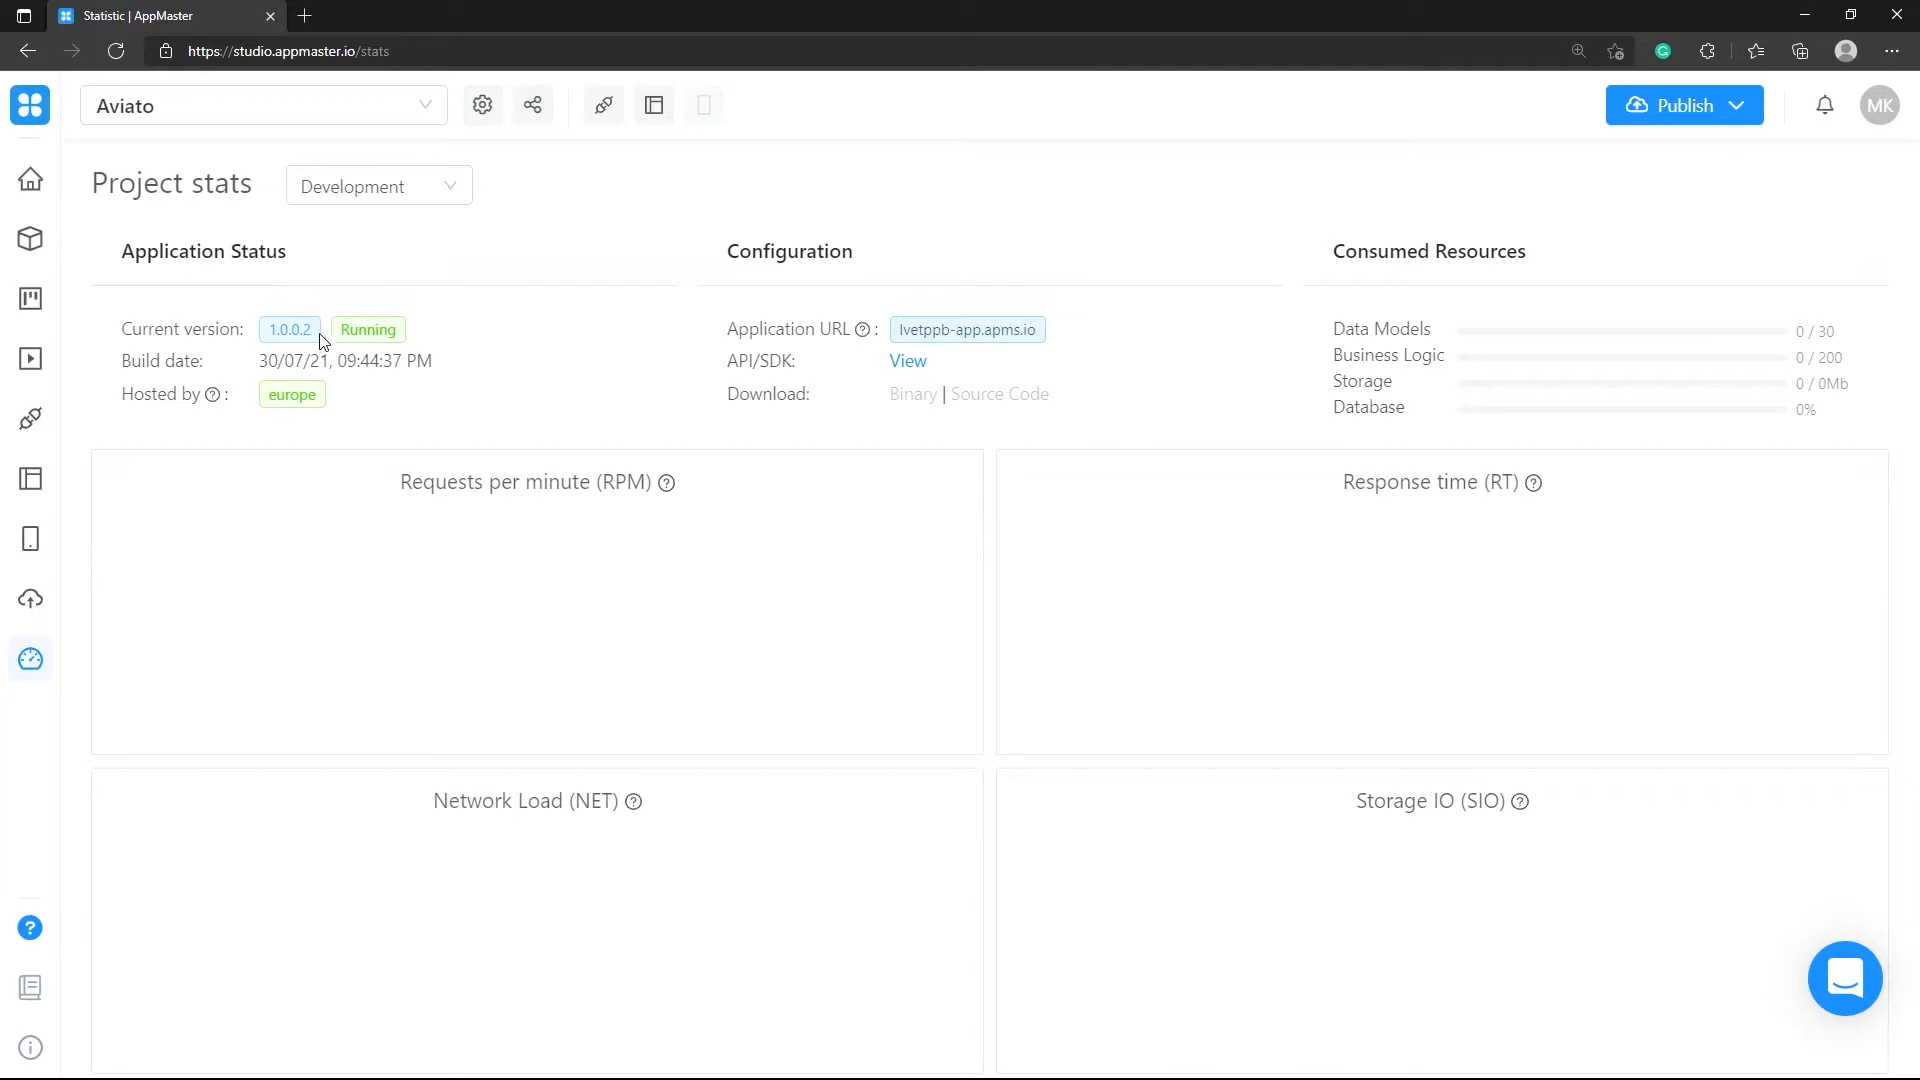 Statistic | AppMaster
https://studio.appmaster.io/stats
Aviato
Publish
MK
Project stats
Development
Application Status
Current version: 1.0.0.2 Running
Build date: 30/07/21, 09:44:37 PM
Hosted by ? : europe
Configuration
Application URL ? : lvetppb-app.apms.io
API/SDK: View
Download: Binary | Source Code
Consumed Resources
Data Models 0 / 30
Business Logic 0 / 200
Storage 0 / 0Mb
Database 0%
Requests per minute (RPM) ?
Response time (RT) ?
Network Load (NET) ?
Storage IO (SIO) ?
?